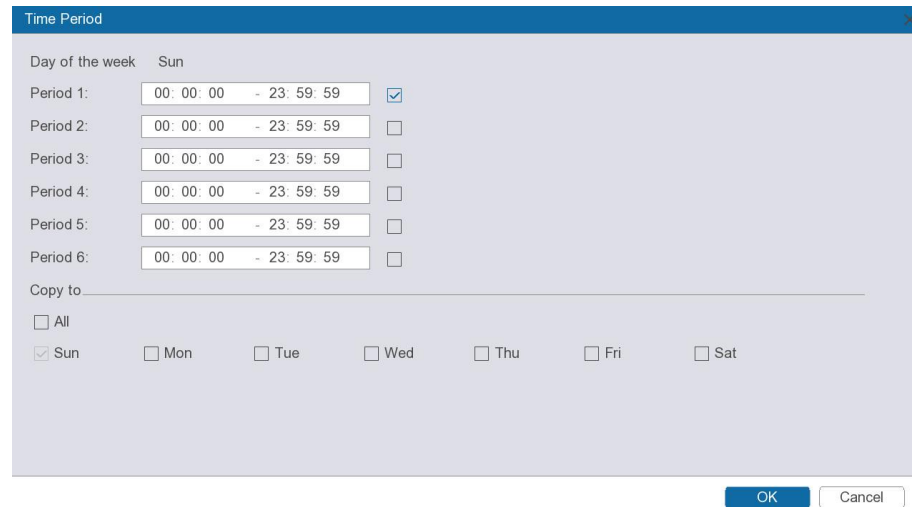 Time Period
Day of the week Sun
Period 1: 00: 00: 00 - 23: 59: 59
Period 2: 00: 00: 00 - 23: 59: 59
Period 3: 00: 00: 00 - 23: 59: 59
Period 4: 00: 00: 00 - 23: 59: 59
Period 5: 00: 00: 00 - 23: 59: 59
Period 6: 00: 00: 00 - 23: 59: 59
Copy to
All
Sun Mon Tue Wed Thu Fri Sat
OK Cancel